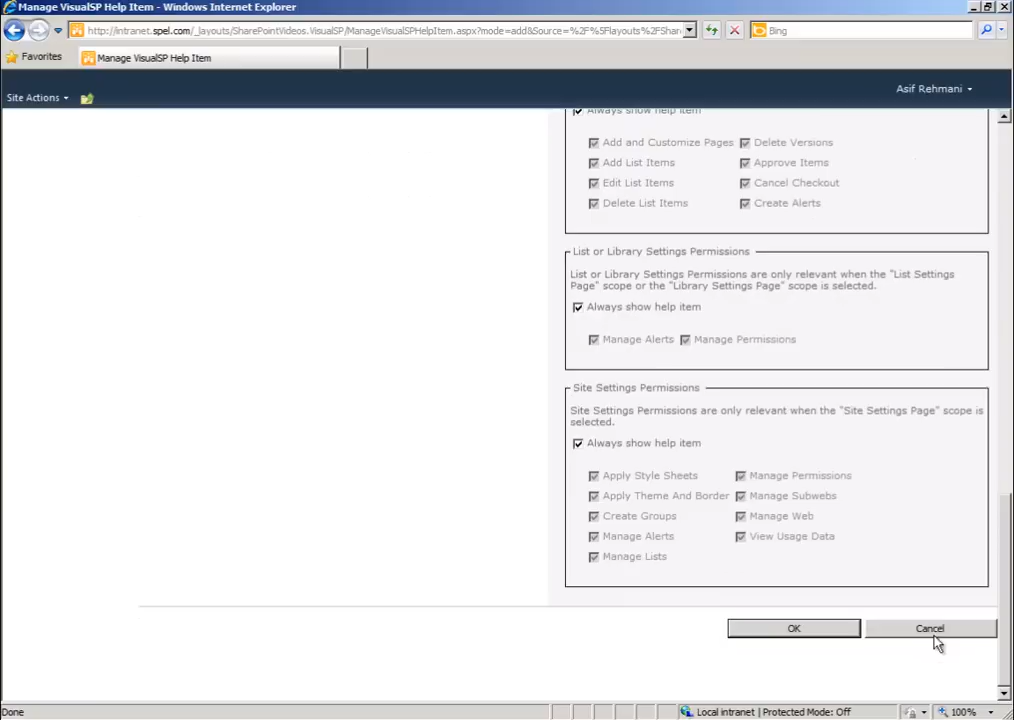 Manage VisualSP Help Item - Windows Internet Explorer
http://intranet.spel.com/_layouts/SharePointVideos.VisualSP/ManageVisualSPHelpItem.aspx?mode=add&Source=%2F%5Flayouts%2FShar
Bing
Favorites
Manage VisualSP Help Item
Site Actions
Asif Rehmani
Always show help item
Add and Customize Pages
Delete Versions
Add List Items
Approve Items
Edit List Items
Cancel Checkout
Delete List Items
Create Alerts
List or Library Settings Permissions
List or Library Settings Permissions are only relevant when the "List Settings
Page" scope or the "Library Settings Page" scope is selected.
Always show help item
Manage Alerts
Manage Permissions
Site Settings Permissions
Site Settings Permissions are only relevant when the "Site Settings Page" scope is
selected.
Always show help item
Apply Style Sheets
Manage Permissions
Apply Theme And Border
Manage Subwebs
Create Groups
Manage Web
Manage Alerts
View Usage Data
Manage Lists
OK
Cancel
Done
Local intranet | Protected Mode: Off
100%